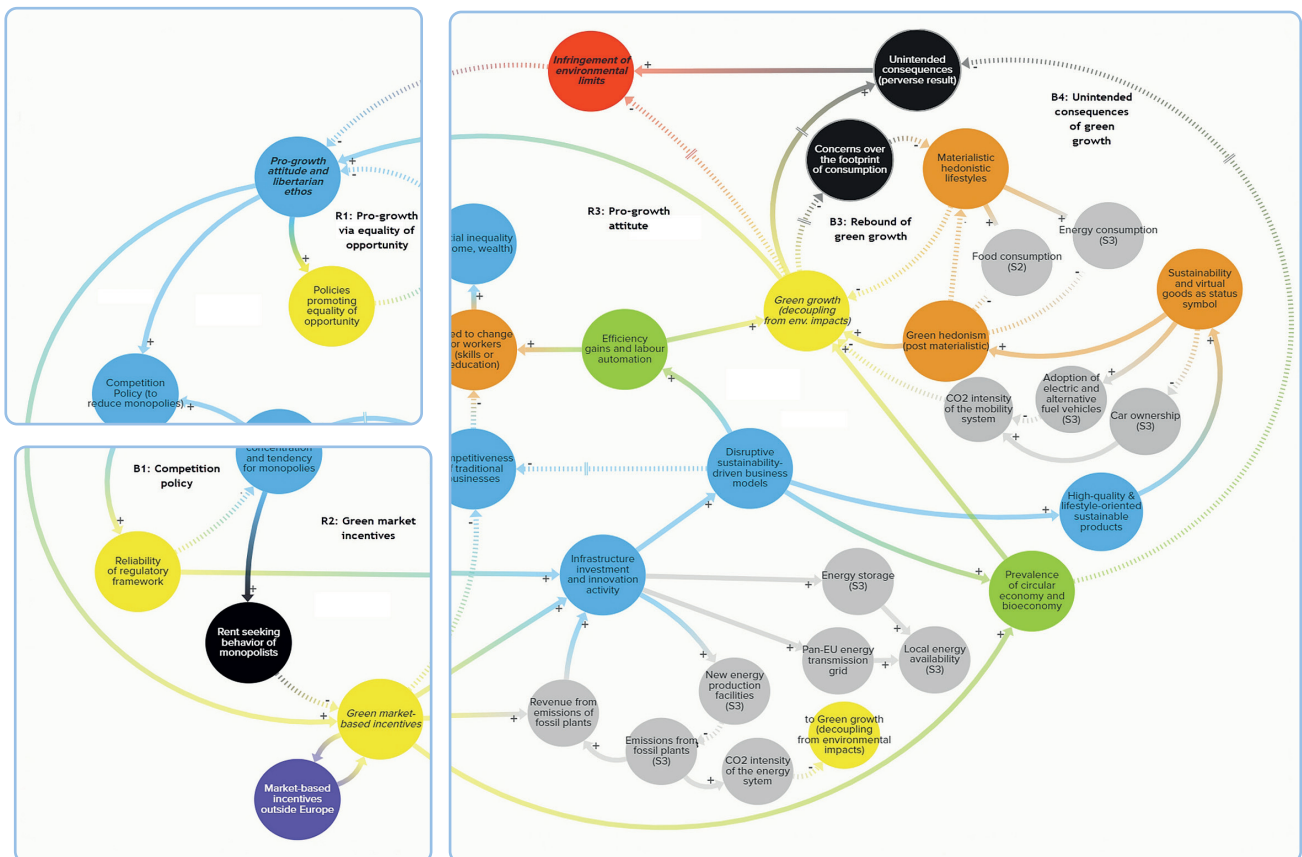 Pro-growth
attitude and
libertarian
ethos
-
+
-
R1: Pro-growth
via equality of
opportunity
+
Policies
promoting
equality of
opportunity
+
Competition
Policy (to
reduce monopolies)
+
B1: Competition
policy
concentration
and tendency
for monopolies
-
+
R2: Green market
incentives
Reliability
of regulatory
framework
+
Rent seeking
behavior of
monopolists
-
+
Green market-
based incentives
+
+
Market-based
incentives
outside Europe
Infringement of
environmental
limits
+
-
Unintended
consequences
(perverse result)
+
-
B4: Unintended
consequences
of green
growth
Concerns over
the footprint
of consumption
-
-
Materialistic
hedonistic
lifestyles
-
R3: Pro-growth
attitude
B3: Rebound of
green growth
+
+
Energy consumption
(S3)
Food consumption
(S2)
-
-
inequality
wealth)
+
Sustainability
and virtual
goods as status
symbol
+
Green growth
(decoupling
from env. impacts)
+
-
+
+
-
Green hedonism
(post materialistic)
+
Efficiency
gains and labour
automation
+
to change
workers
(skills or
+
-
CO2 intensity
of the mobility
system
-
+
Adoption of
electric and
alternative
fuel vehicles
(S3)
+
Car ownership
(S3)
-
of traditional
-
-
Disruptive
sustainability-
driven business
models
+
High-quality &
lifestyle-oriented
sustainable
products
+
Infrastructure
investment
and innovation
activity
+
+
+
Energy storage
(S3)
+
Prevalence
of circular
economy and
bioeconomy
+
+
Pan-EU energy
transmission
grid
+
Local energy
availability
(S3)
+
+
New energy
production
facilities
(S3)
+
Revenue from
emissions of
fossil plants
+
+
Emissions from
fossil plants
(S3)
-
CO2 intensity
of the energy
sytem
+
to Green growth
(decoupling
from environmental
impacts)
-